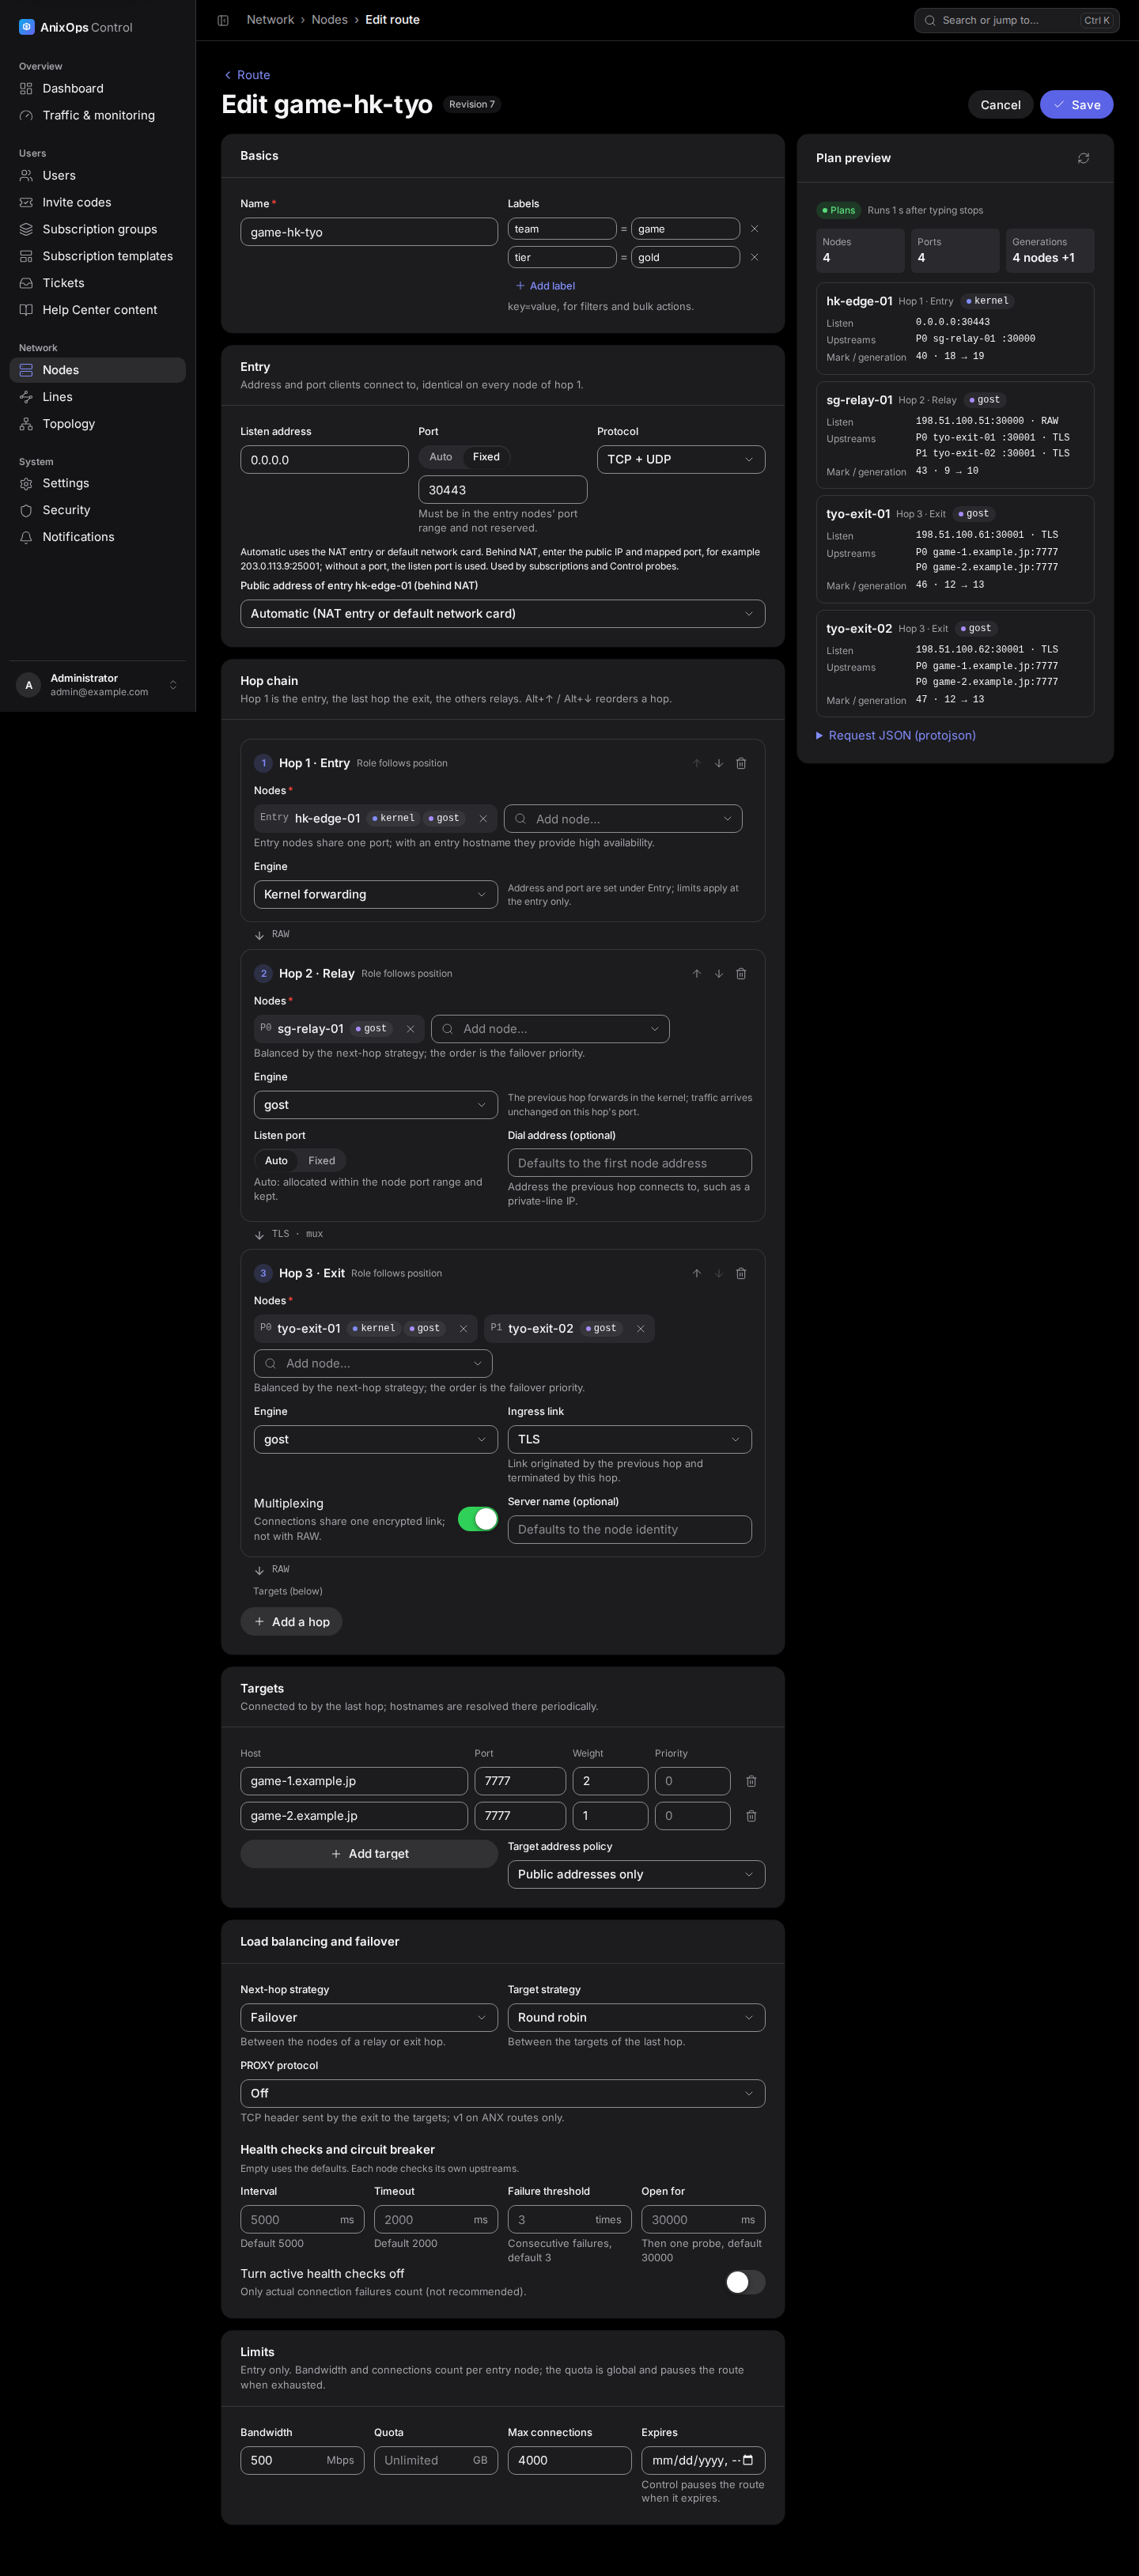 AnixOps Control
Overview
Dashboard
Traffic & monitoring
Users
Users
Invite codes
Subscription groups
Subscription templates
Tickets
Help Center content
Network
Nodes
Lines
Topology
System
Settings
Security
Notifications
A
Administrator
admin@example.com
Network › Nodes › Edit route
Search or jump to...
Ctrl K
Route
Edit game-hk-tyo
Revision 7
Cancel
Save
Basics
Name *
game-hk-tyo
Labels
team = game
tier = gold
Add label
key=value, for filters and bulk actions.
Entry
Address and port clients connect to, identical on every node of hop 1.
Listen address
0.0.0.0
Port
Auto Fixed
30443
Must be in the entry nodes' port
range and not reserved.
Protocol
TCP + UDP
Automatic uses the NAT entry or default network card. Behind NAT, enter the public IP and mapped port, for example
203.0.113.9:25001; without a port, the listen port is used. Used by subscriptions and Control probes.
Public address of entry hk-edge-01 (behind NAT)
Automatic (NAT entry or default network card)
Hop chain
Hop 1 is the entry, the last hop the exit, the others relays. Alt+↑ / Alt+↓ reorders a hop.
1 Hop 1 · Entry Role follows position
Nodes *
Entry hk-edge-01 kernel gost
Add node...
Entry nodes share one port; with an entry hostname they provide high availability.
Engine
Kernel forwarding
Address and port are set under Entry; limits apply at
the entry only.
↓ RAW
2 Hop 2 · Relay Role follows position
Nodes *
P0 sg-relay-01 gost
Add node...
Balanced by the next-hop strategy; the order is the failover priority.
Engine
gost
The previous hop forwards in the kernel; traffic arrives
unchanged on this hop's port.
Listen port
Auto Fixed
Auto: allocated within the node port range and
kept.
Dial address (optional)
Defaults to the first node address
Address the previous hop connects to, such as a
private-line IP.
↓ TLS · mux
3 Hop 3 · Exit Role follows position
Nodes *
P0 tyo-exit-01 kernel gost
P1 tyo-exit-02 gost
Add node...
Balanced by the next-hop strategy; the order is the failover priority.
Engine
gost
Ingress link
TLS
Link originated by the previous hop and
terminated by this hop.
Multiplexing
Connections share one encrypted link;
not with RAW.
Server name (optional)
Defaults to the node identity
↓ RAW
Targets (below)
Add a hop
Targets
Connected to by the last hop; hostnames are resolved there periodically.
Host Port Weight Priority
game-1.example.jp 7777 2 0
game-2.example.jp 7777 1 0
Add target
Target address policy
Public addresses only
Load balancing and failover
Next-hop strategy
Failover
Between the nodes of a relay or exit hop.
Target strategy
Round robin
Between the targets of the last hop.
PROXY protocol
Off
TCP header sent by the exit to the targets; v1 on ANX routes only.
Health checks and circuit breaker
Empty uses the defaults. Each node checks its own upstreams.
Interval
5000 ms
Default 5000
Timeout
2000 ms
Default 2000
Failure threshold
3 times
Consecutive failures,
default 3
Open for
30000 ms
Then one probe, default
30000
Turn active health checks off
Only actual connection failures count (not recommended).
Limits
Entry only. Bandwidth and connections count per entry node; the quota is global and pauses the route
when exhausted.
Bandwidth
500 Mbps
Quota
Unlimited GB
Max connections
4000
Expires
mm/dd/yyyy, --
Control pauses the route
when it expires.
Plan preview
Plans Runs 1 s after typing stops
Nodes
4
Ports
4
Generations
4 nodes +1
hk-edge-01 Hop 1 · Entry kernel
Listen 0.0.0.0:30443
Upstreams P0 sg-relay-01 :30000
Mark / generation 40 · 18 → 19
sg-relay-01 Hop 2 · Relay gost
Listen 198.51.100.51:30000 · RAW
Upstreams P0 tyo-exit-01 :30001 · TLS
P1 tyo-exit-02 :30001 · TLS
Mark / generation 43 · 9 → 10
tyo-exit-01 Hop 3 · Exit gost
Listen 198.51.100.61:30001 · TLS
Upstreams P0 game-1.example.jp:7777
P0 game-2.example.jp:7777
Mark / generation 46 · 12 → 13
tyo-exit-02 Hop 3 · Exit gost
Listen 198.51.100.62:30001 · TLS
Upstreams P0 game-1.example.jp:7777
P0 game-2.example.jp:7777
Mark / generation 47 · 12 → 13
Request JSON (protojson)